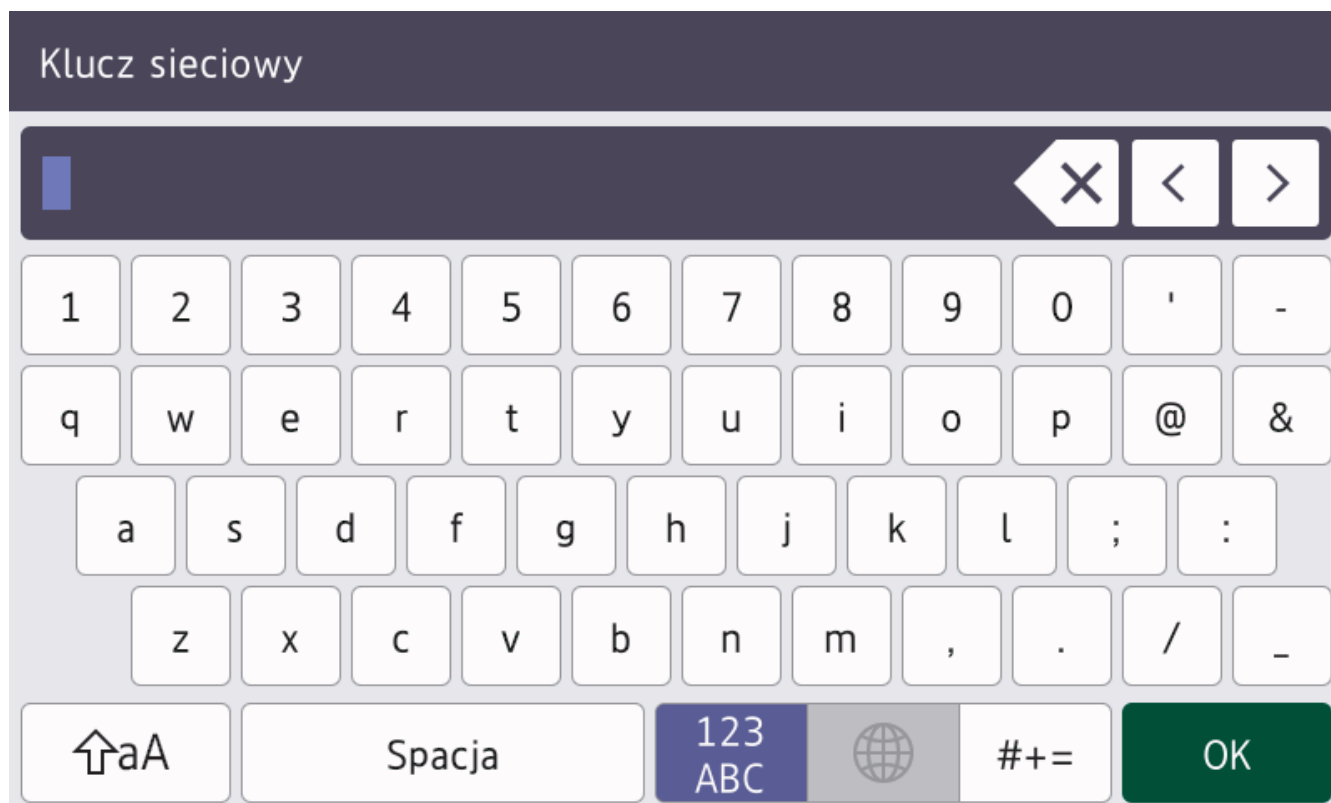 Klucz sieciowy
1 2 3 4 5 6 7 8 9 0 ' -
q w e r t y u i o p @ &
a s d f g h j k l ; :
z x c v b n m , . / _
aA Spacja 123 ABC #+= OK